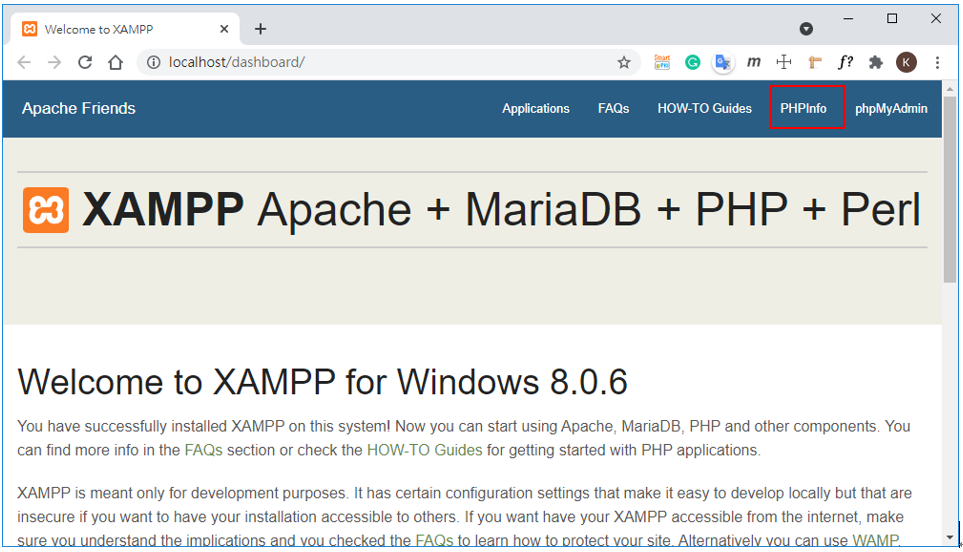 Welcome to XAMPP
localhost/dashboard/
m
f?
K
Apache Friends
Applications
FAQs
HOW-TO Guides
PHPInfo
phpMyAdmin
XAMPP Apache + MariaDB + PHP + Perl
Welcome to XAMPP for Windows 8.0.6
You have successfully installed XAMPP on this system! Now you can start using Apache, MariaDB, PHP and other components. You
can find more info in the FAQs section or check the HOW-TO Guides for getting started with PHP applications.
XAMPP is meant only for development purposes. It has certain configuration settings that make it easy to develop locally but that are
insecure if you want to have your installation accessible to others. If you want have your XAMPP accessible from the internet, make
sure you understand the implications and you checked the FAQs to learn how to protect your site. Alternatively you can use WAMP,